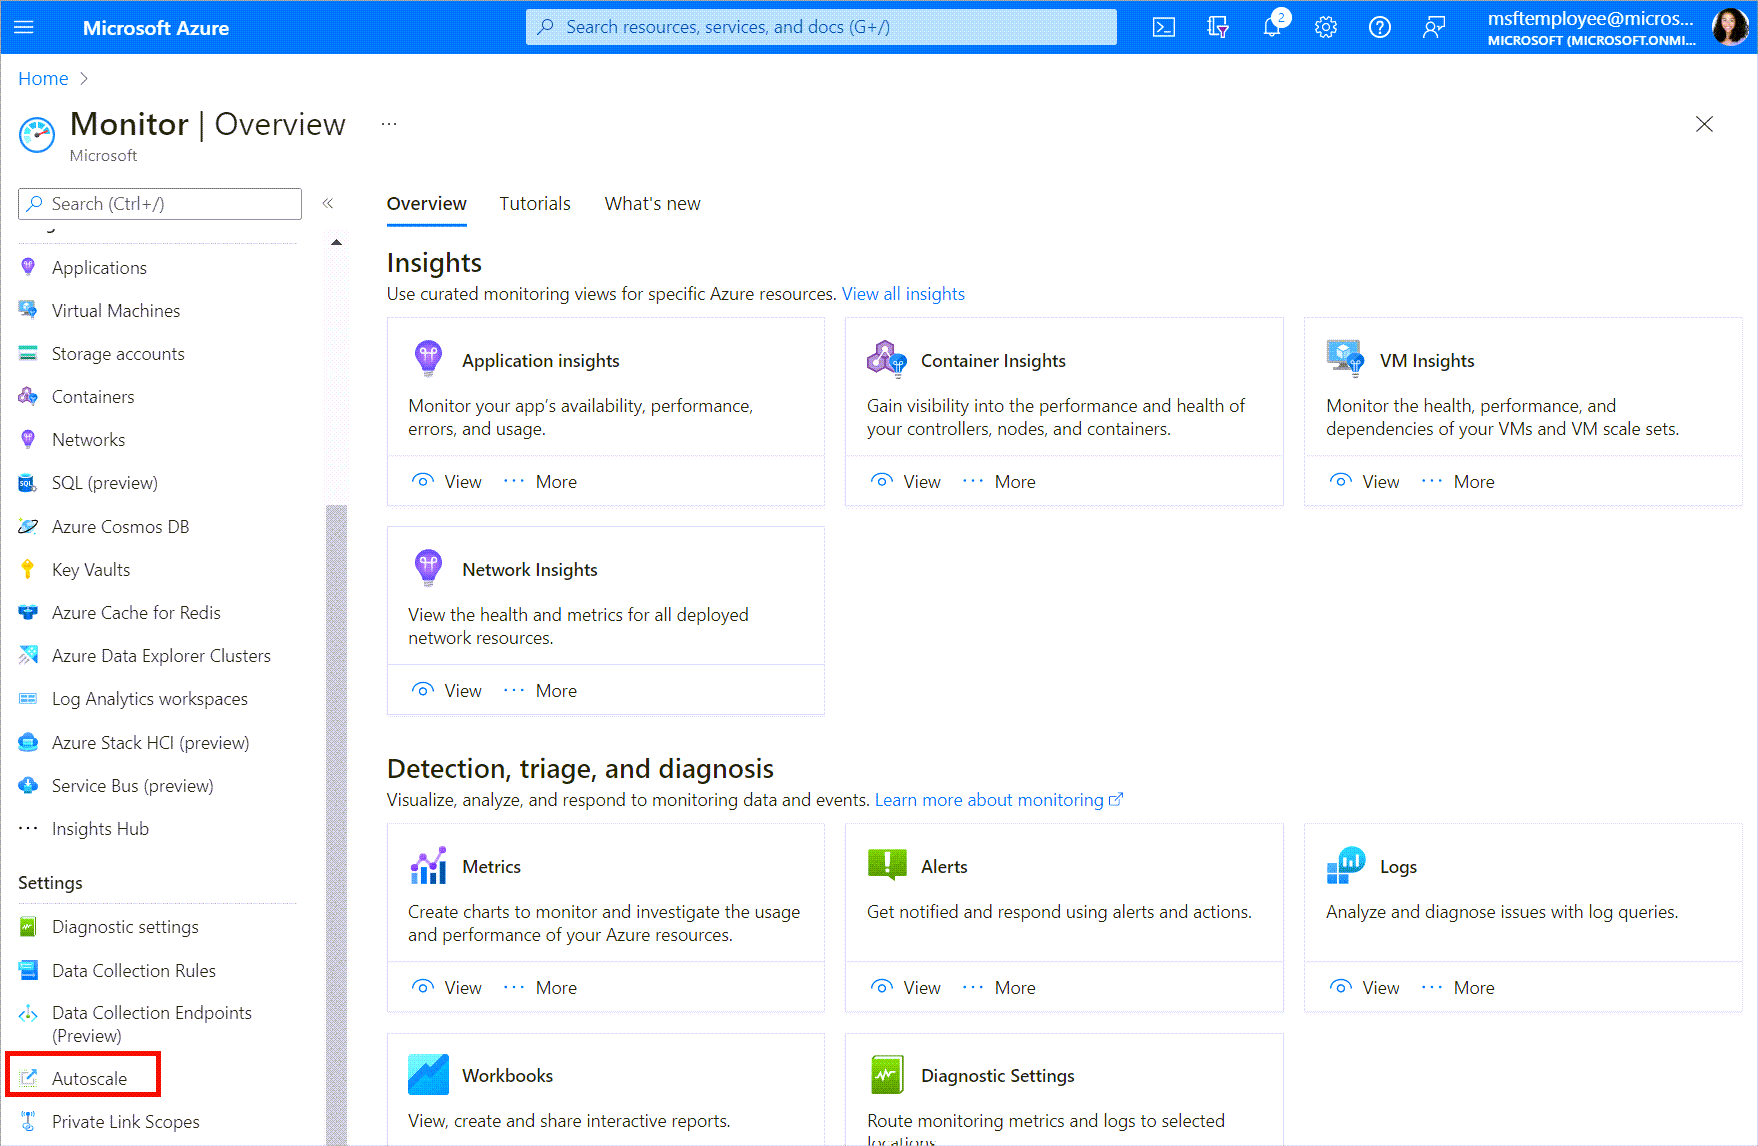 Microsoft Azure
Search resources, services, and docs (G+/)
2
msftemployee@micros...
MICROSOFT (MICROSOFT.ONMI...
Home
Monitor | Overview
...
Microsoft
Search (Ctrl+/)
«
Applications
Virtual Machines
Storage accounts
Containers
Networks
SQL (preview)
Azure Cosmos DB
Key Vaults
Azure Cache for Redis
Azure Data Explorer Clusters
Log Analytics workspaces
Azure Stack HCI (preview)
Service Bus (preview)
Insights Hub
Settings
Diagnostic settings
Data Collection Rules
Data Collection Endpoints
(Preview)
Autoscale
Private Link Scopes
Overview
Tutorials
What's new
Insights
Use curated monitoring views for specific Azure resources. View all insights
Application insights
Monitor your app's availability, performance,
errors, and usage.
View
More
Container Insights
Gain visibility into the performance and health of
your controllers, nodes, and containers.
View
More
VM Insights
Monitor the health, performance, and
dependencies of your VMs and VM scale sets.
View
More
Network Insights
View the health and metrics for all deployed
network resources.
View
More
Detection, triage, and diagnosis
Visualize, analyze, and respond to monitoring data and events. Learn more about monitoring
Metrics
Create charts to monitor and investigate the usage
and performance of your Azure resources.
View
More
Alerts
Get notified and respond using alerts and actions.
View
More
Logs
Analyze and diagnose issues with log queries.
View
More
Workbooks
View, create and share interactive reports.
Diagnostic Settings
Route monitoring metrics and logs to selected
locations